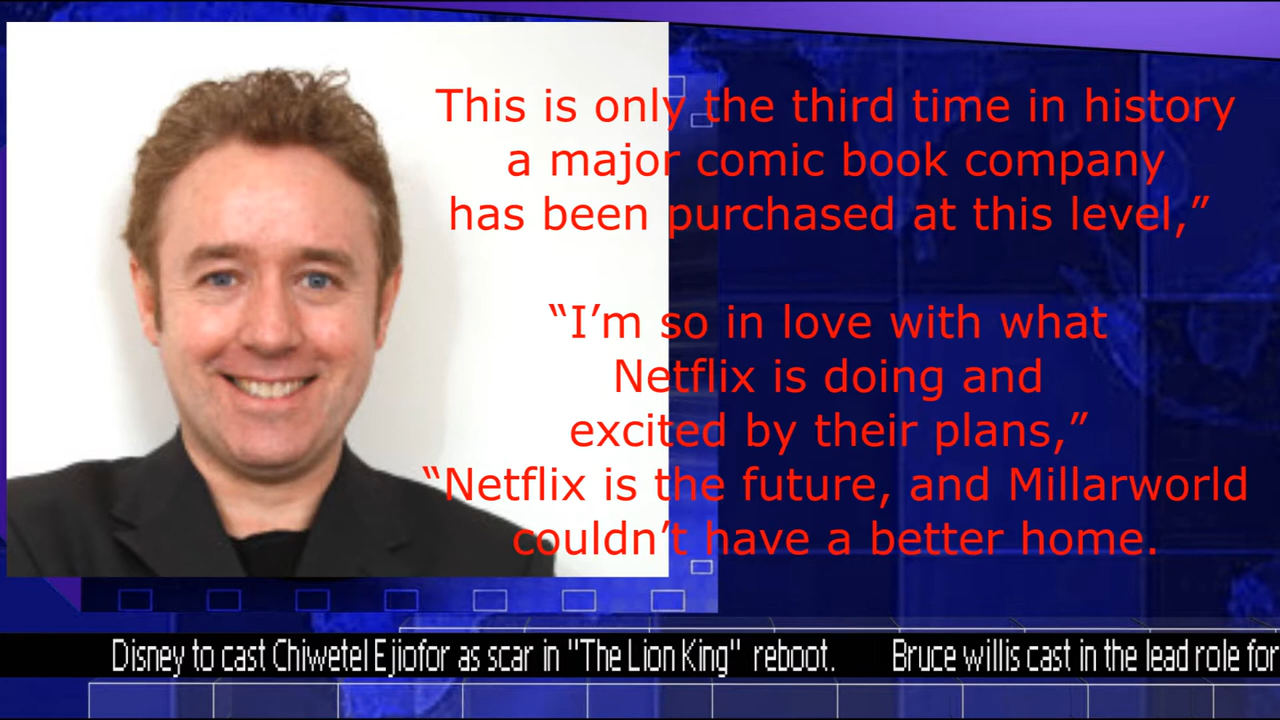 This is only the third time in history
a major comic book company
has been purchased at this level,”
“I’m so in love with what
Netflix is doing and
excited by their plans,”
“Netflix is the future, and Millarworld
couldn’t have a better home.
Disney to cast Chiwetel Ejiofor as scar in "The Lion King" reboot. Bruce willis cast in the lead role for